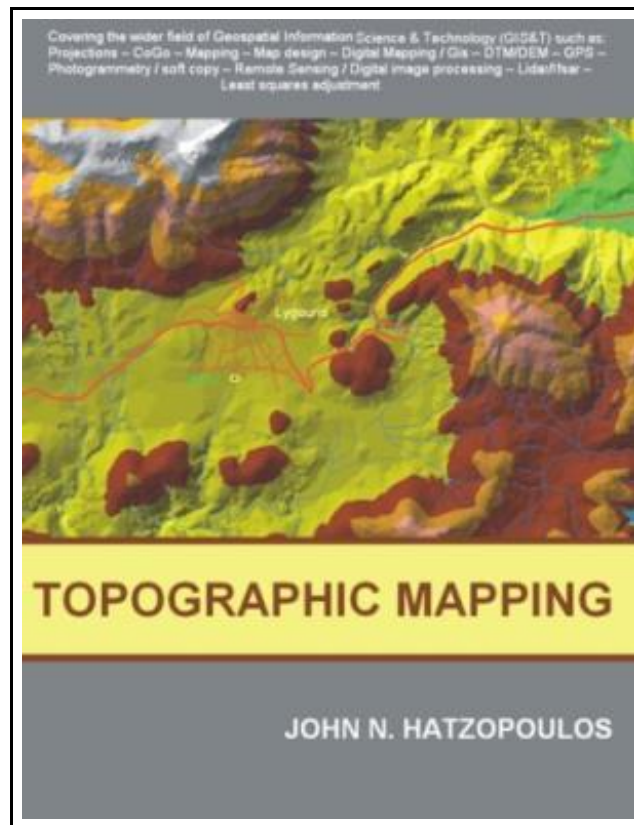 Covering the wider field of Geospatial Information Science & Technology (GIS&T) such as:
Projections – CoGo – Mapping – Map design – Digital Mapping / Gis – DTM/DEM – GPS –
Photogrammetry / soft copy – Remote Sensing / Digital image processing – Lidar/Ifsar –
Least squares adjustment
Lygourio
TOPOGRAPHIC MAPPING
JOHN N. HATZOPOULOS